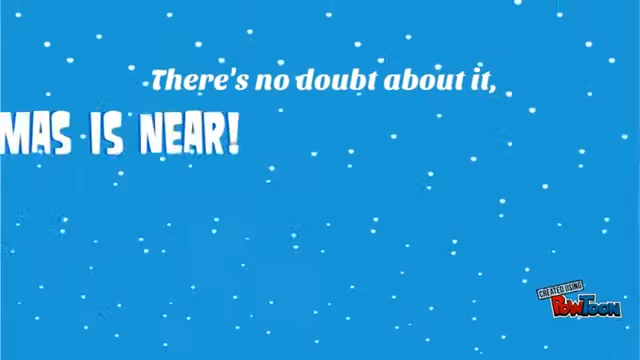 There's no doubt about it,
MAS IS NEAR!
CREATED USING
POWTOON